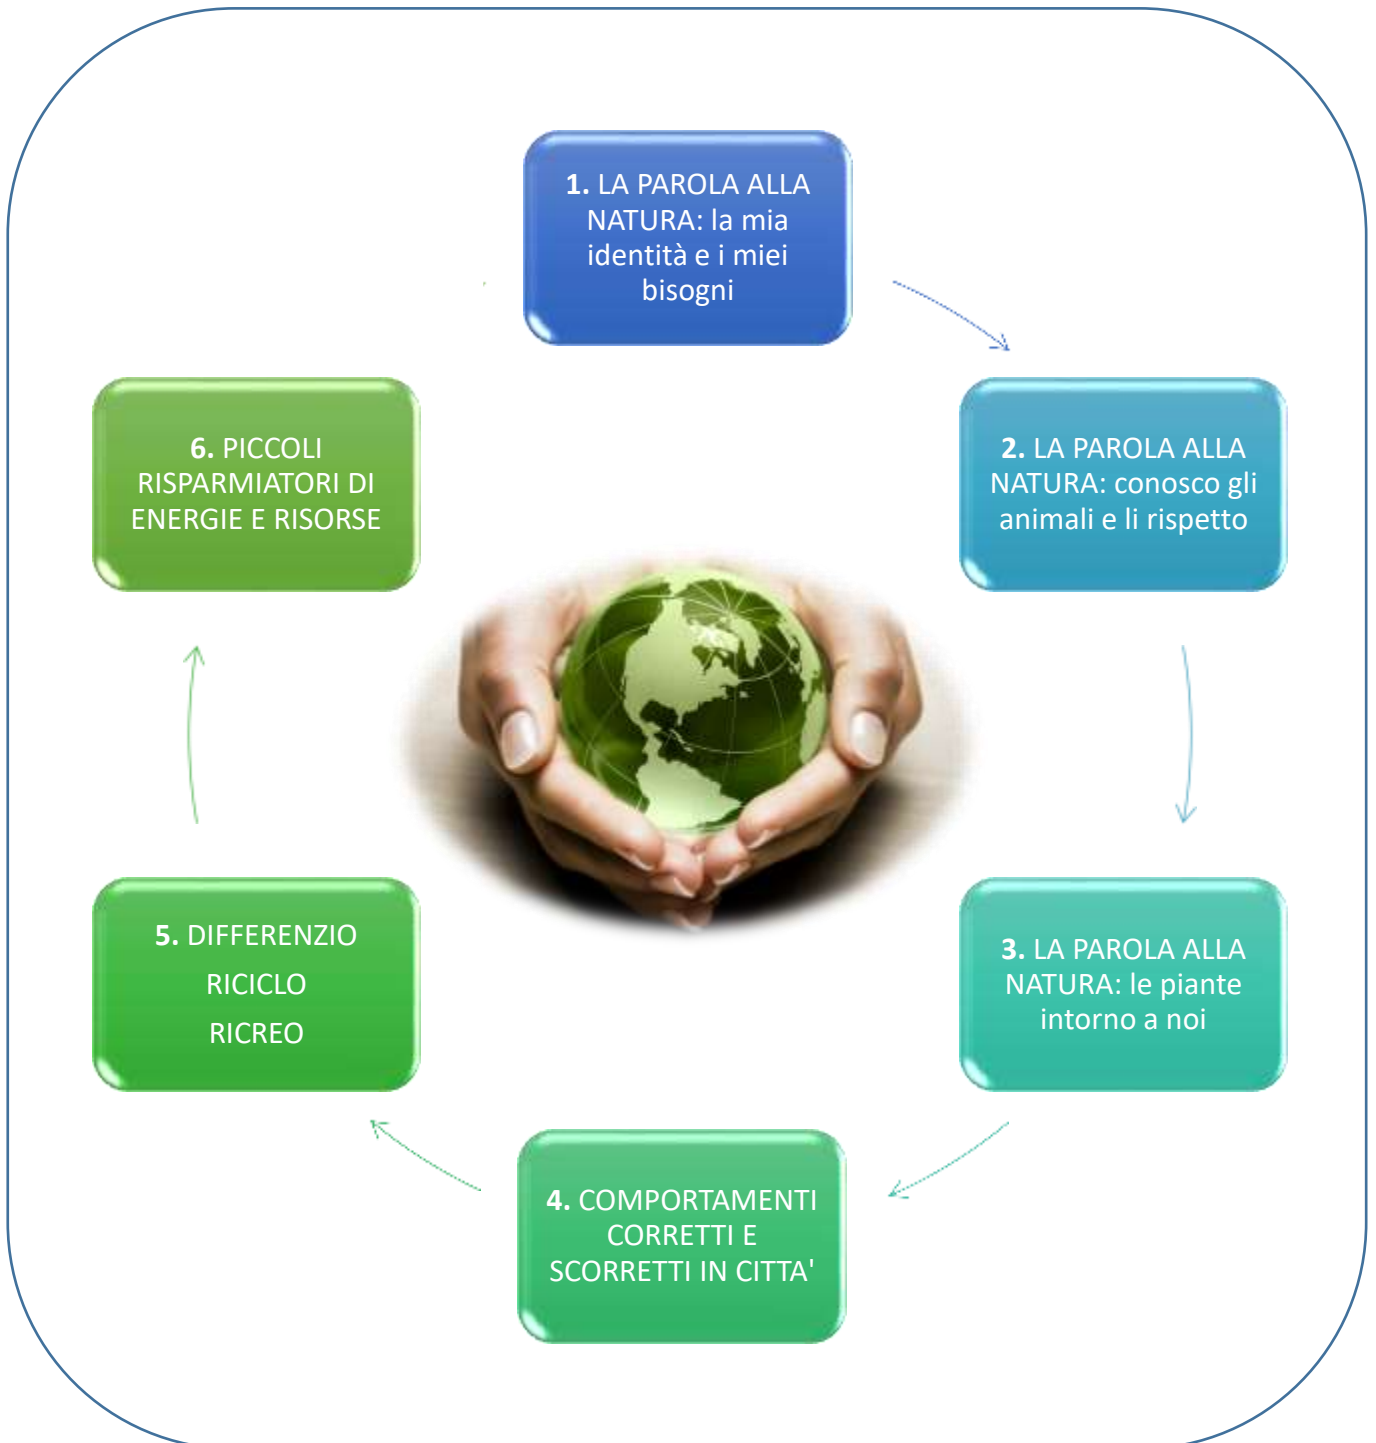 1. LA PAROLA ALLA
NATURA: la mia
identità e i miei
bisogni
2. LA PAROLA ALLA
NATURA: conosco gli
animali e li rispetto
3. LA PAROLA ALLA
NATURA: le piante
intorno a noi
4. COMPORTAMENTI
CORRETTI E
SCORRETTI IN CITTA'
5. DIFFERENZIO
RICICLO
RICREO
6. PICCOLI
RISPARMIATORI DI
ENERGIE E RISORSE